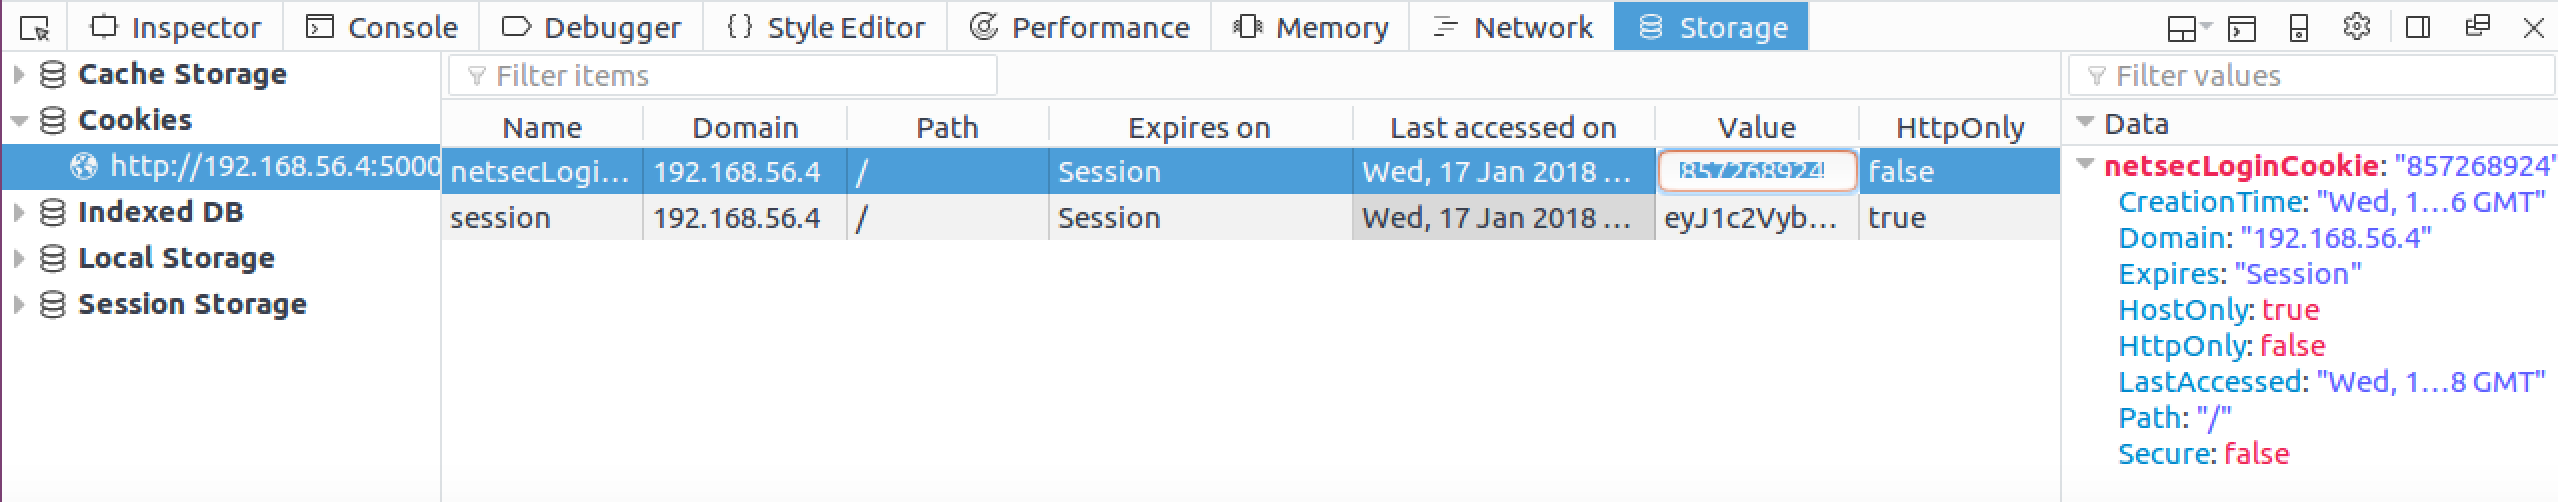 Inspector Console Debugger {} Style Editor Performance Memory Network Storage
Cache Storage
Cookies
http://192.168.56.4:5000
Indexed DB
Local Storage
Session Storage
Filter items
Name Domain Path Expires on Last accessed on Value HttpOnly
netsecLogi... 192.168.56.4 / Session Wed, 17 Jan 2018 ... 857268924 false
session 192.168.56.4 / Session Wed, 17 Jan 2018 ... eyJ1c2Vyb... true
Filter values
Data
netsecLoginCookie: "857268924"
CreationTime: "Wed, 1...6 GMT"
Domain: "192.168.56.4"
Expires: "Session"
HostOnly: true
HttpOnly: false
LastAccessed: "Wed, 1...8 GMT"
Path: "/"
Secure: false